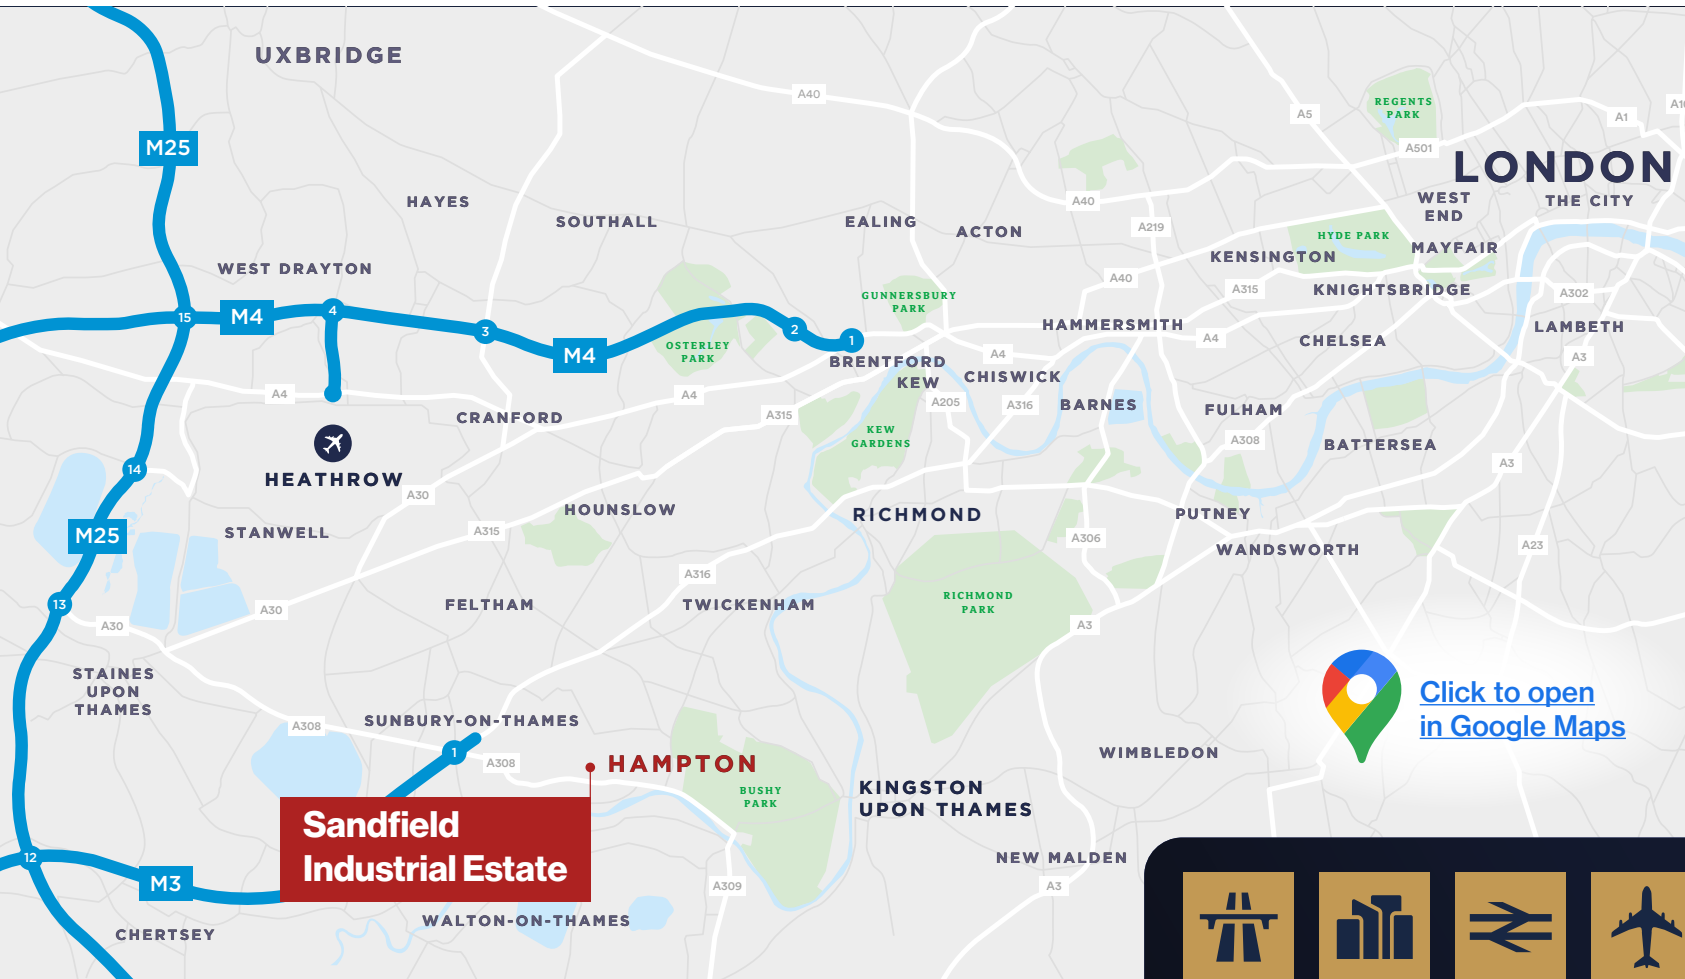 UXBRIDGE
A40
REGENTS
PARK
A5
A1
M25
A501
LONDON
HAYES
A40
WEST
END
THE CITY
SOUTHALL
EALING
ACTON
A219
HYDE PARK
MAYFAIR
WEST DRAYTON
KENSINGTON
A40
A315
KNIGHTSBRIDGE
A302
GUNNERSBURY
PARK
15
M4
4
3
2
1
HAMMERSMITH
LAMBETH
A4
CHELSEA
OSTERLEY
PARK
M4
BRENTFORD
A4
A3
KEW
CHISWICK
A4
A4
A205
A316
BARNES
FULHAM
CRANFORD
A315
KEW
GARDENS
A308
BATTERSEA
14
HEATHROW
A3
A30
HOUNSLOW
RICHMOND
PUTNEY
M25
STANWELL
A315
A306
A23
WANDSWORTH
A316
RICHMOND
PARK
13
A30
FELTHAM
TWICKENHAM
A30
A3
STAINES
UPON
THAMES
Click to open
in Google Maps
A308
SUNBURY-ON-THAMES
1
A308
HAMPTON
WIMBLEDON
BUSHY
PARK
KINGSTON
UPON THAMES
Sandfield
Industrial Estate
12
M3
NEW MALDEN
A309
A3
WALTON-ON-THAMES
CHERTSEY